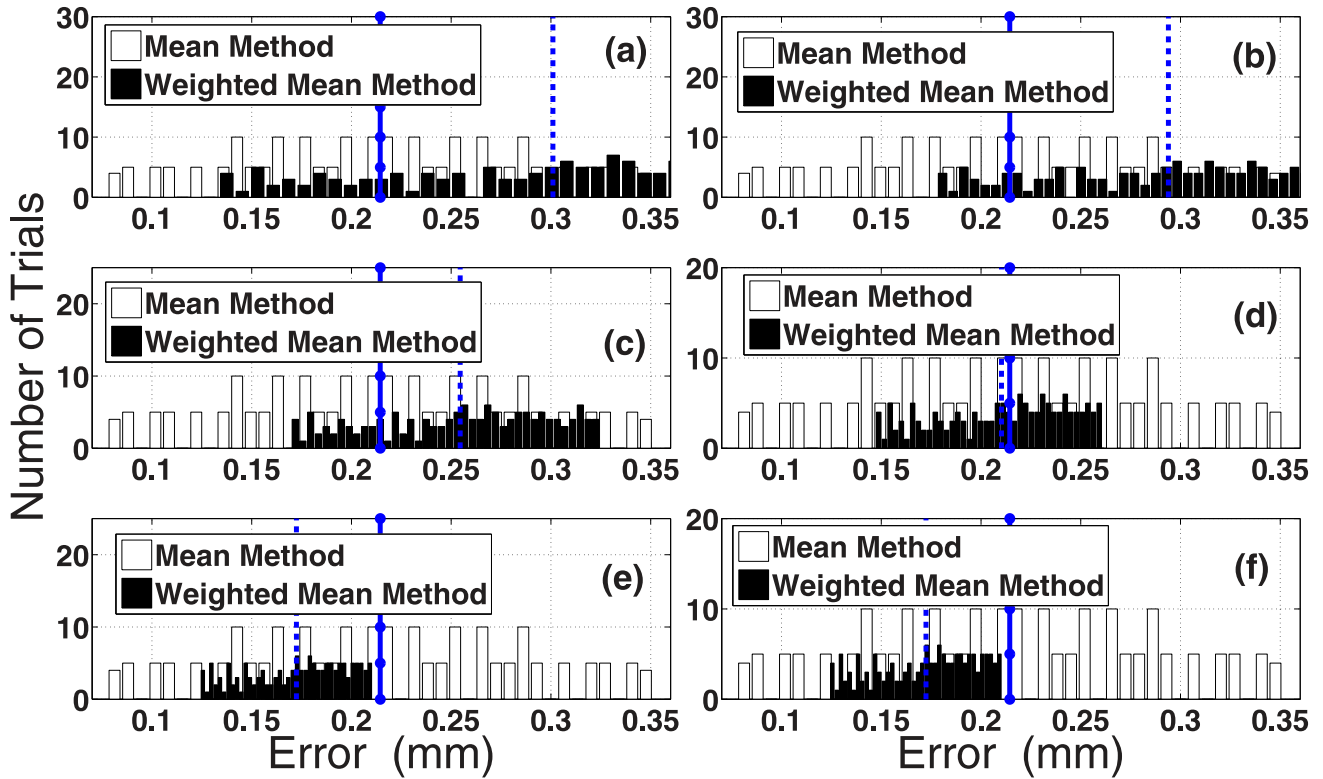 Number of Trials
30
20
10
0
Mean Method
Weighted Mean Method
(a)
0.1 0.15 0.2 0.25 0.3 0.35
30
20
10
0
Mean Method
Weighted Mean Method
(b)
0.1 0.15 0.2 0.25 0.3 0.35
20
10
0
Mean Method
Weighted Mean Method
(c)
0.1 0.15 0.2 0.25 0.3 0.35
20
10
0
Mean Method
Weighted Mean Method
(d)
0.1 0.15 0.2 0.25 0.3 0.35
20
10
0
Mean Method
Weighted Mean Method
(e)
0.1 0.15 0.2 0.25 0.3 0.35
Error (mm)
20
10
0
Mean Method
Weighted Mean Method
(f)
0.1 0.15 0.2 0.25 0.3 0.35
Error (mm)